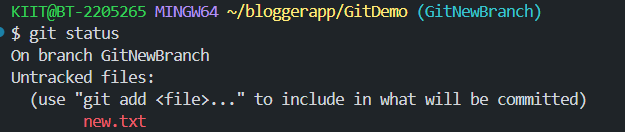 KIIT@BT-2205265 MINGW64 ~/bloggerapp/GitDemo (GitNewBranch)
$ git status
On branch GitNewBranch
Untracked files:
  (use "git add <file>..." to include in what will be committed)
        new.txt